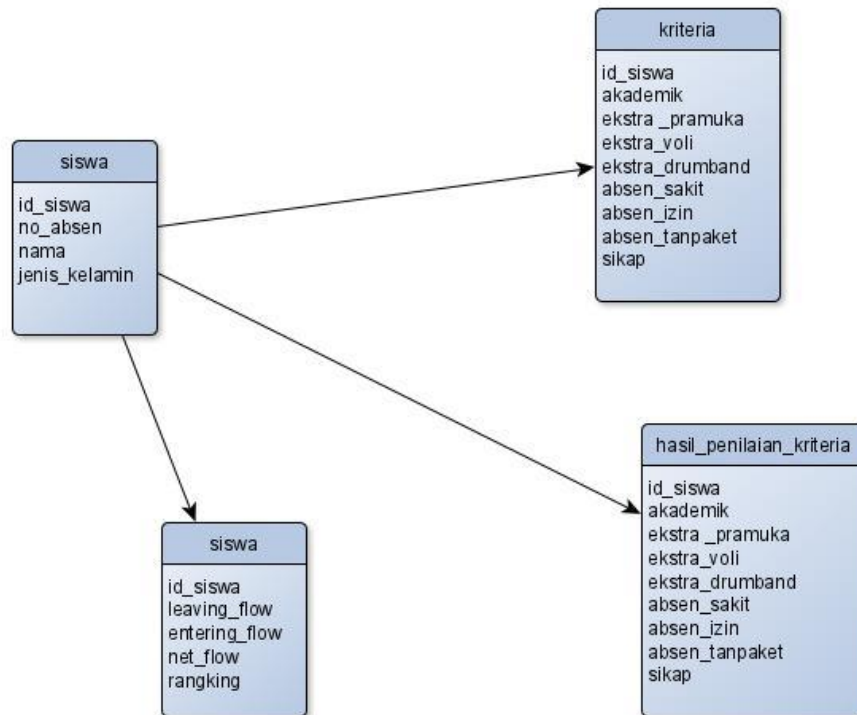 siswa
id_siswa
no_absen
nama
jenis_kelamin
kriteria
id_siswa
akademik
ekstra _pramuka
ekstra_voli
ekstra_drumband
absen_sakit
absen_izin
absen_tanpaket
sikap
siswa
id_siswa
leaving_flow
entering_flow
net_flow
rangking
hasil_penilaian_kriteria
id_siswa
akademik
ekstra _pramuka
ekstra_voli
ekstra_drumband
absen_sakit
absen_izin
absen_tanpaket
sikap